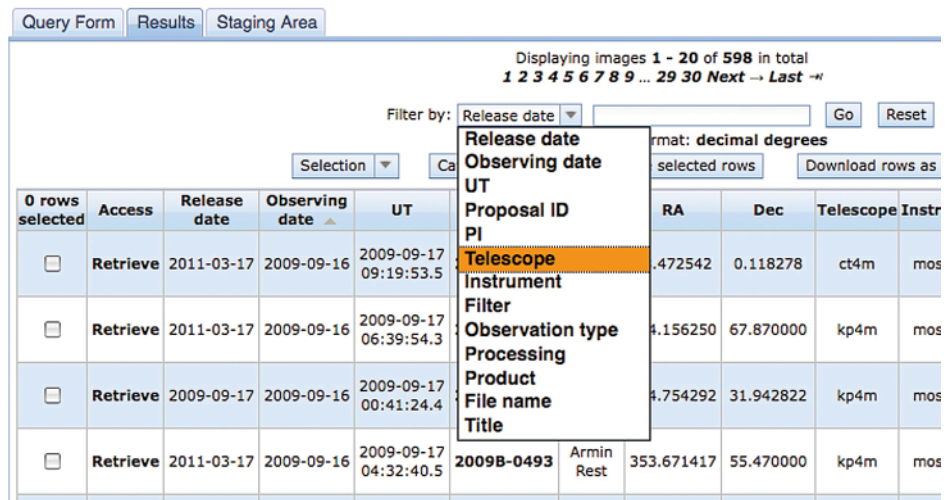 Query Form Results Staging Area
Displaying images 1 - 20 of 598 in total
1 2 3 4 5 6 7 8 9 ... 29 30 Next → Last ⇥
Filter by: Release date Go Reset
Release date
decimal degrees
Observing date
Selection selected rows Download rows as
UT
Proposal ID
PI
Telescope
Instrument
Filter
Observation type
Processing
Product
File name
Title
0 rows selected Access Release date Observing date UT RA Dec Telescope
Retrieve 2011-03-17 2009-09-16 2009-09-17 09:19:53.5 .472542 0.118278 ct4m
Retrieve 2011-03-17 2009-09-16 2009-09-17 06:39:54.3 4.156250 67.870000 kp4m
Retrieve 2009-09-17 2009-09-16 2009-09-17 00:41:24.4 4.754292 31.942822 kp4m
Retrieve 2011-03-17 2009-09-16 2009-09-17 04:32:40.5 2009B-0493 Armin Rest 353.671417 55.470000 kp4m